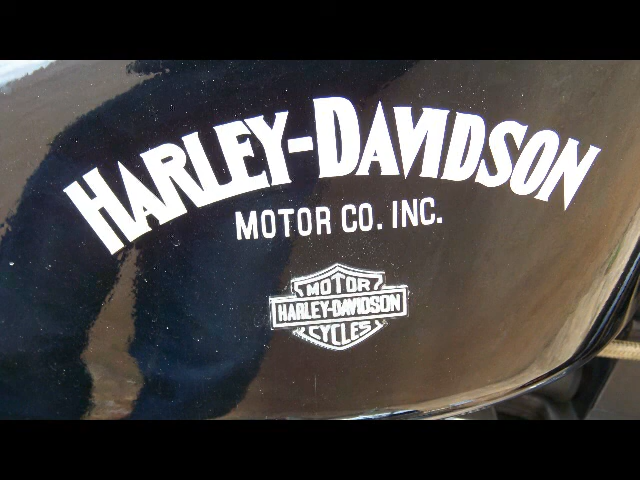 HARLEY-DAVIDSON
MOTOR CO. INC.
MOTOR
HARLEY-DAVIDSON
CYCLES